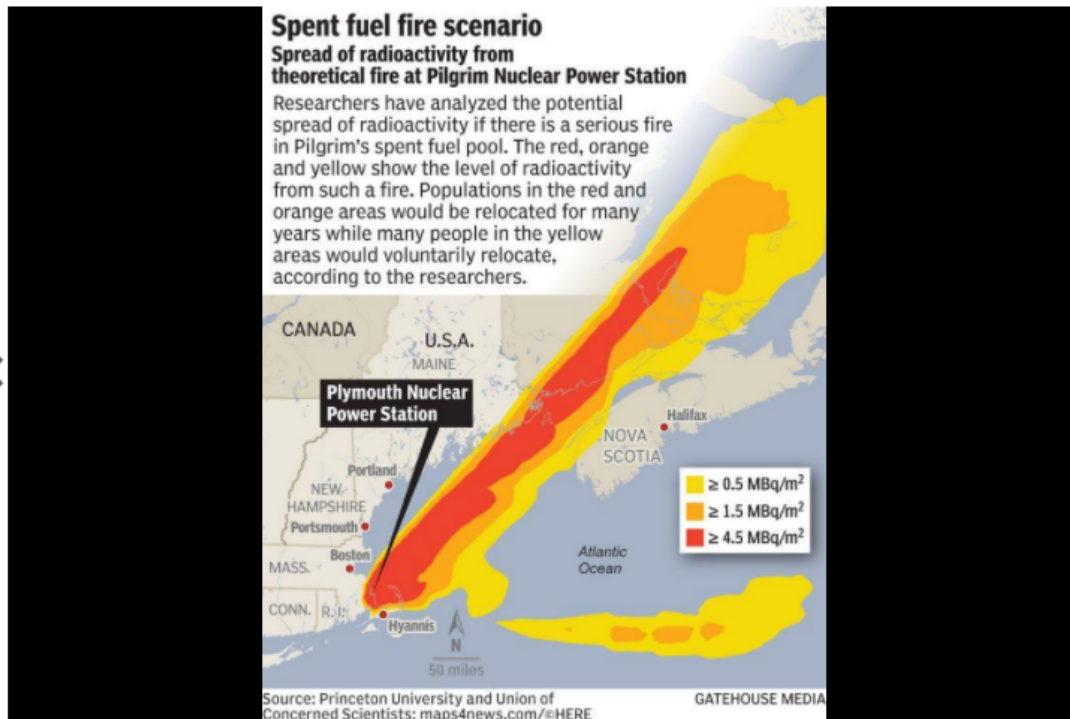 Spent fuel fire scenario
Spread of radioactivity from
theoretical fire at Pilgrim Nuclear Power Station
Researchers have analyzed the potential
spread of radioactivity if there is a serious fire
in Pilgrim's spent fuel pool. The red, orange
and yellow show the level of radioactivity
from such a fire. Populations in the red and
orange areas would be relocated for many
years while many people in the yellow
areas would voluntarily relocate,
according to the researchers.
CANADA
U.S.A.
MAINE
Plymouth Nuclear
Power Station
Halifax
NOVA
SCOTIA
Portland
NEW
HAMPSHIRE
Portsmouth
Boston
MASS.
CONN.
R.I.
Hyannis
≥ 0.5 MBq/m²
≥ 1.5 MBq/m²
≥ 4.5 MBq/m²
Atlantic
Ocean
N
50 miles
Source: Princeton University and Union of
Concerned Scientists; maps4news.com/©HERE
GATEHOUSE MEDIA